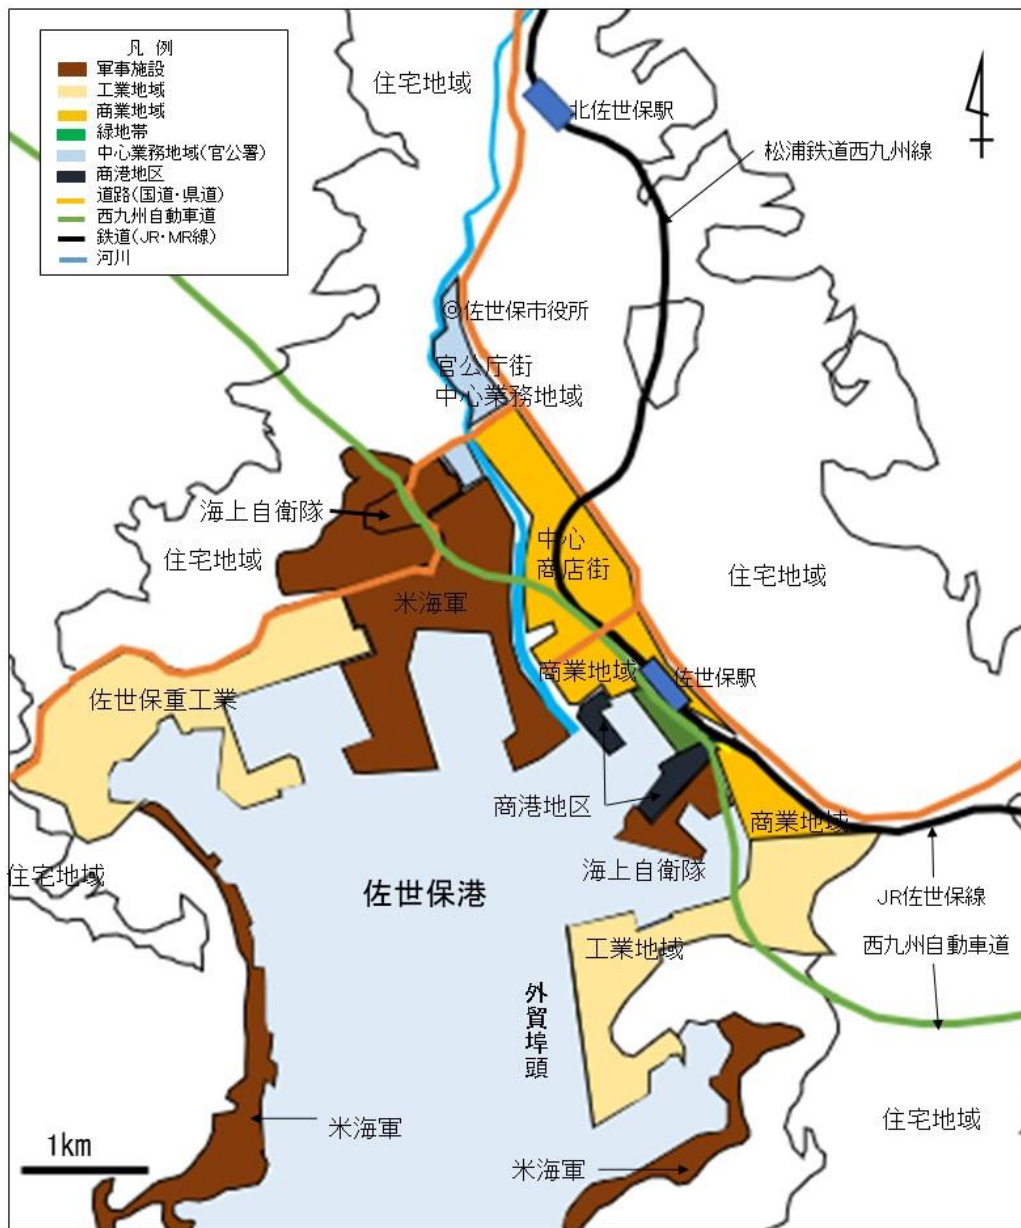 凡 例
軍事施設
工業地域
商業地域
緑地帯
中心業務地域(官公署)
商港地区
道路(国道・県道)
西九州自動車道
鉄道(JR・MR線)
河川
住宅地域
北佐世保駅
松浦鉄道西九州線
◎佐世保市役所
官公庁街
中心業務地域
海上自衛隊
住宅地域
中心
商店街
住宅地域
米海軍
佐世保重工業
商業地域
佐世保駅
商港地区
商業地域
住宅地域
海上自衛隊
佐世保港
JR佐世保線
工業地域
西九州自動車道
外貿埠頭
米海軍
住宅地域
1km
米海軍